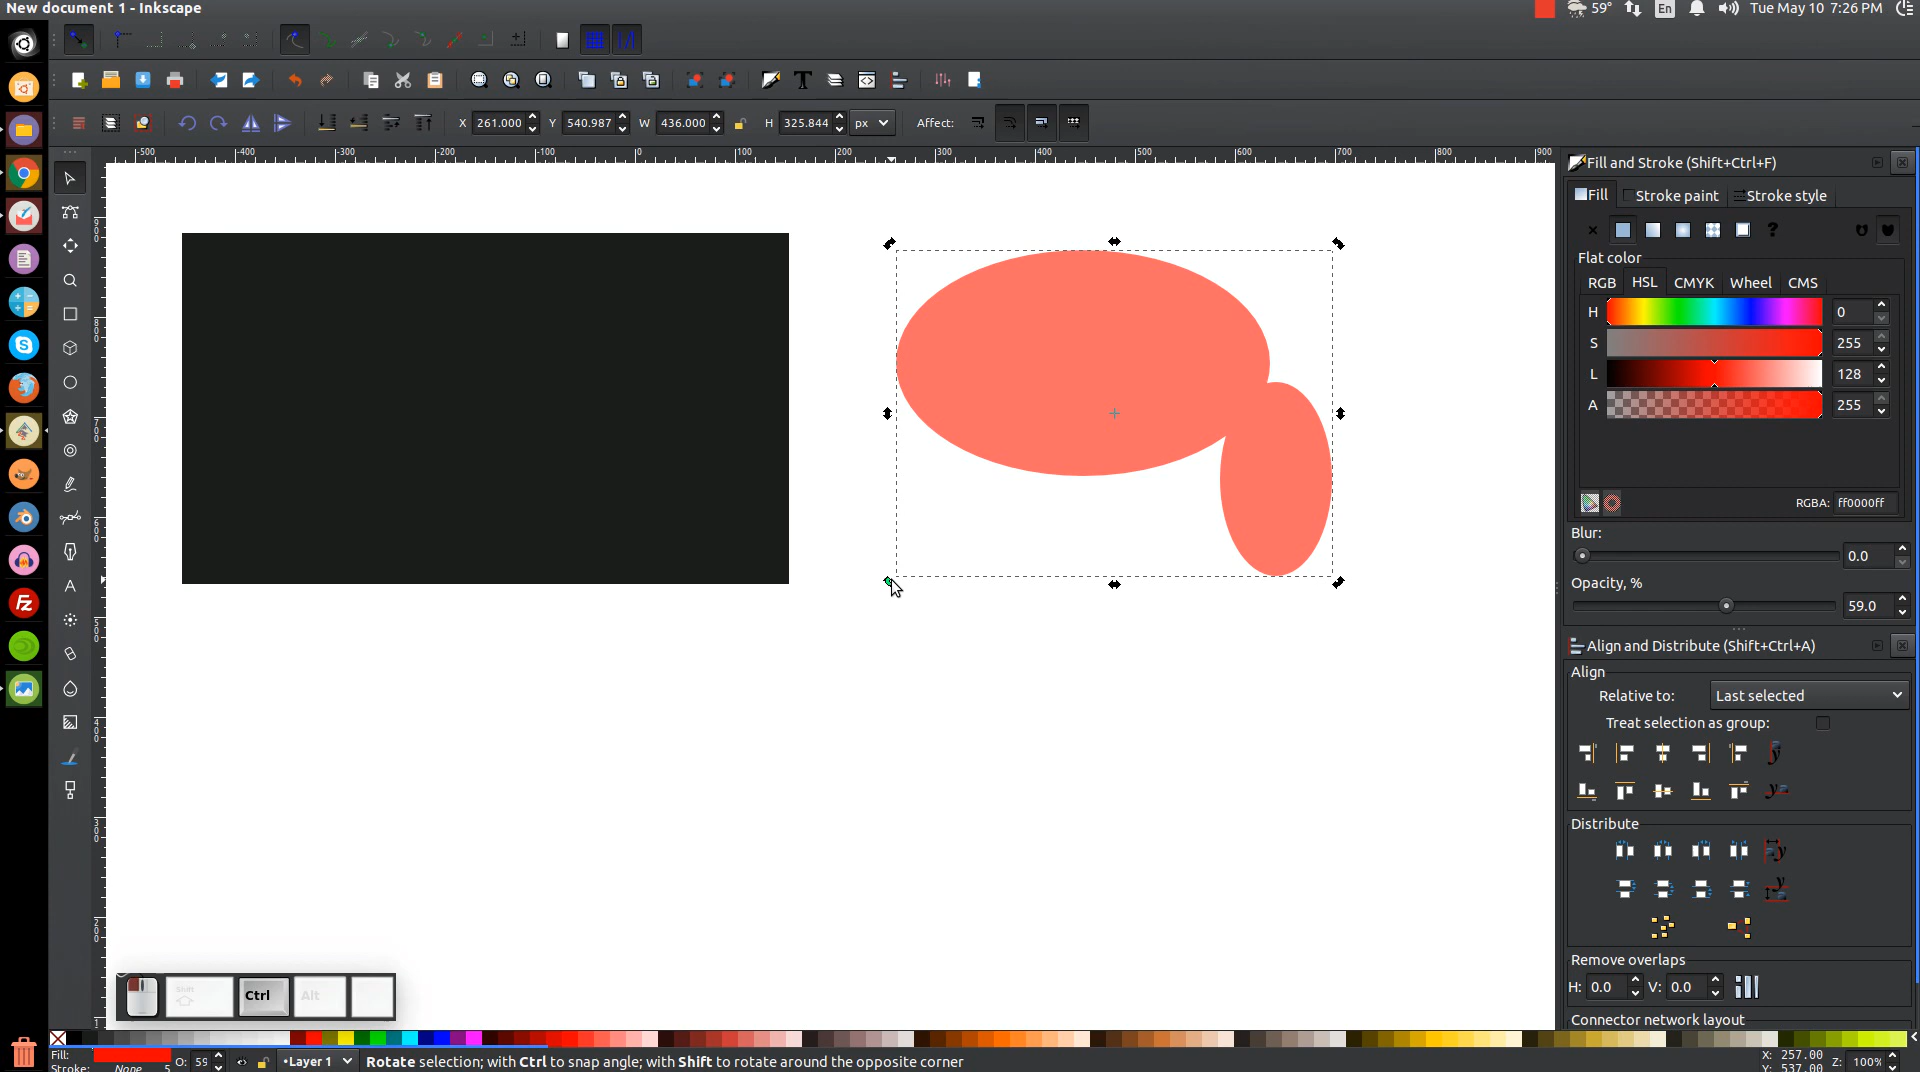 New document 1 - Inkscape
59° En Tue May 10 7:26 PM
X 261.000 Y 540.987 W 436.000 H 325.844 px Affect:
-500 -400 -300 -200 -100 0 100 200 300 400 500 600 700 800 900
Fill and Stroke (Shift+Ctrl+F)
Fill Stroke paint Stroke style
?
Flat color
RGB HSL CMYK Wheel CMS
H 0
S 255
L 128
A 255
RGBA: ff0000ff
Blur:
0.0
Opacity, %
59.0
Align and Distribute (Shift+Ctrl+A)
Align
Relative to: Last selected
Treat selection as group:
Distribute
Remove overlaps
H: 0.0 V: 0.0
Connector network layout
Shift Ctrl Alt
Fill: O: 59 •Layer 1 Rotate selection; with Ctrl to snap angle; with Shift to rotate around the opposite corner X: 257.00 Z: 100%
Stroke: None 5 Y: 537.00